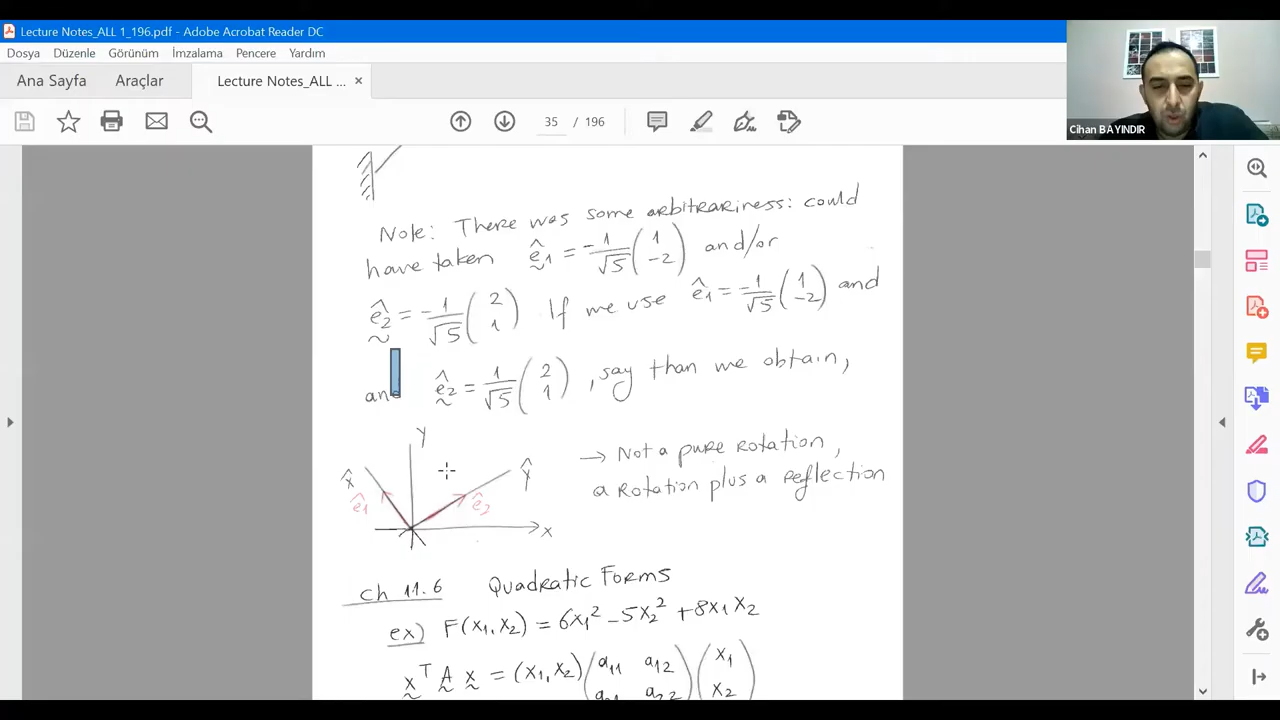 Lecture Notes_ALL 1_196.pdf - Adobe Acrobat Reader DC
Dosya Düzenle Görünüm İmzalama Pencere Yardım
Ana Sayfa Araçlar Lecture Notes_ALL ... ×
35 / 196
Cihan BAYINDIR
Note: There was some arbitrariness: could
have taken ê1 = -1/√5 (1 -2) and/or
ê2 = -1/√5 (2 1) If we use ê1 = -1/√5 (1 -2) and
and ê2 = 1/√5 (2 1), say than we obtain,
y
x̂ ê1 ê2 ŷ
x
→ Not a pure rotation,
a rotation plus a reflection
Ch 11.6 Quadratic Forms
ex) F(x1, x2) = 6x1² - 5x2² + 8x1x2
x^T A x = (x1, x2) (a11 a12 (x1
a22 x2